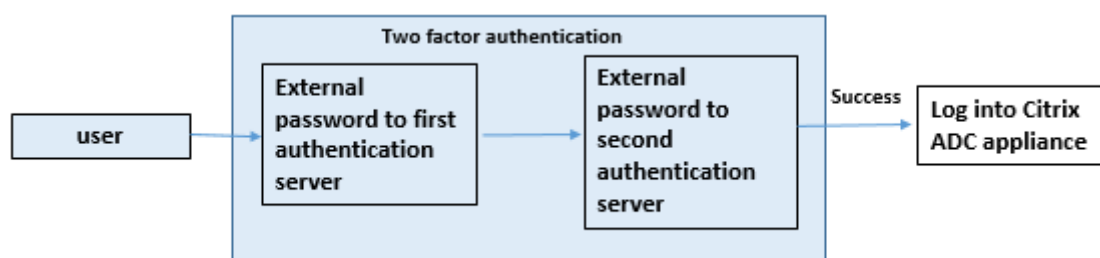 Two factor authentication
user
External
password to first
authentication
server
External
password to
second
authentication
server
Success
Log into Citrix
ADC appliance